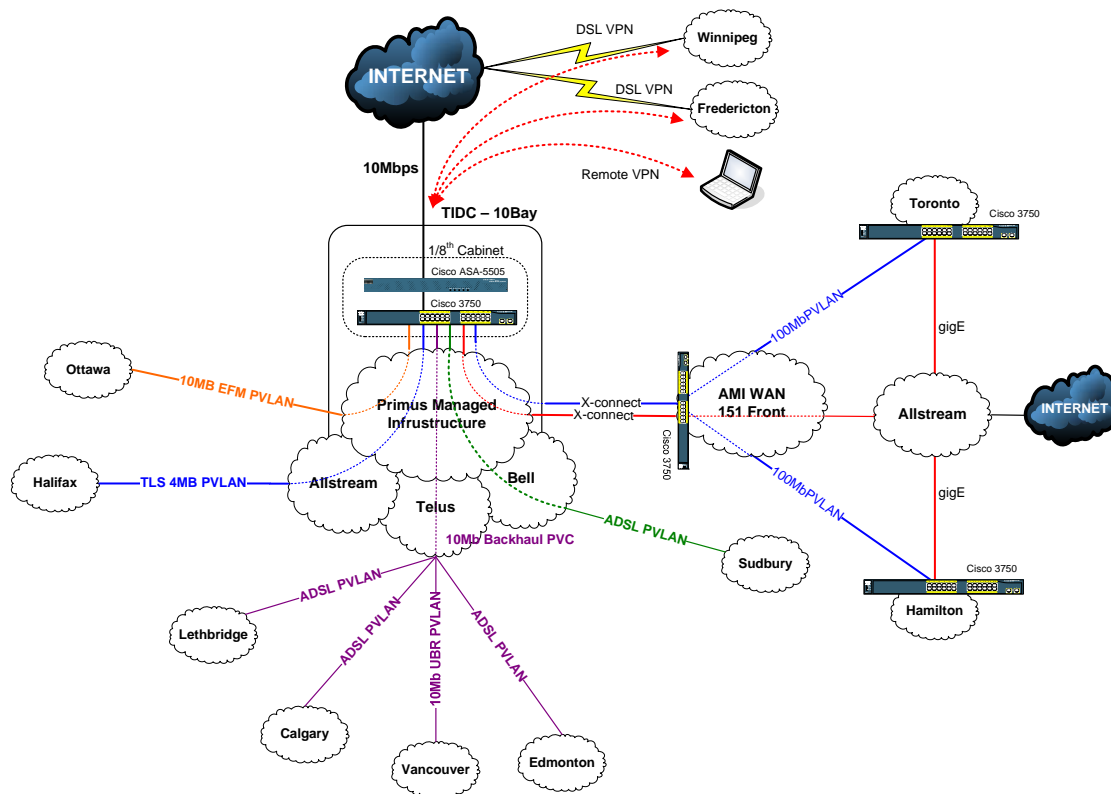 DSL VPN
Winnipeg
INTERNET
DSL VPN
Fredericton
10Mbps
Remote VPN
TIDC – 10Bay
Toronto
Cisco 3750
1/8th Cabinet
Cisco ASA-5505
Cisco 3750
100MbPVLAN
gigE
Ottawa
10MB EFM PVLAN
Primus Managed
Infrustructure
X-connect
X-connect
AMI WAN
151 Front
Cisco 3750
Allstream
INTERNET
Halifax
TLS 4MB PVLAN
Allstream
Bell
Telus
100MbPVLAN
gigE
10Mb Backhaul PVC
ADSL PVLAN
Sudbury
Cisco 3750
Hamilton
ADSL PVLAN
Lethbridge
ADSL PVLAN
10Mb UBR PVLAN
ADSL PVLAN
Calgary
Vancouver
Edmonton